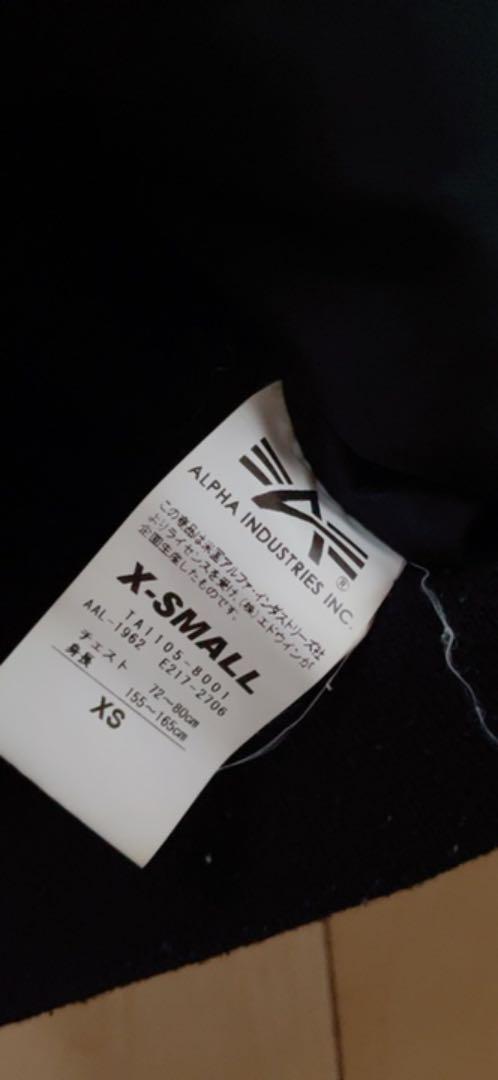 ALPHA INDUSTRIES INC.®
この商品は米国アルファ・インダストリーズ社
よりライセンスを受け(株)エドウインが
企画生産したものです。
X-SMALL
TA1105-8001
AAL-1962 E217-2706
チェスト 72〜80cm
身長 155〜165cm
XS